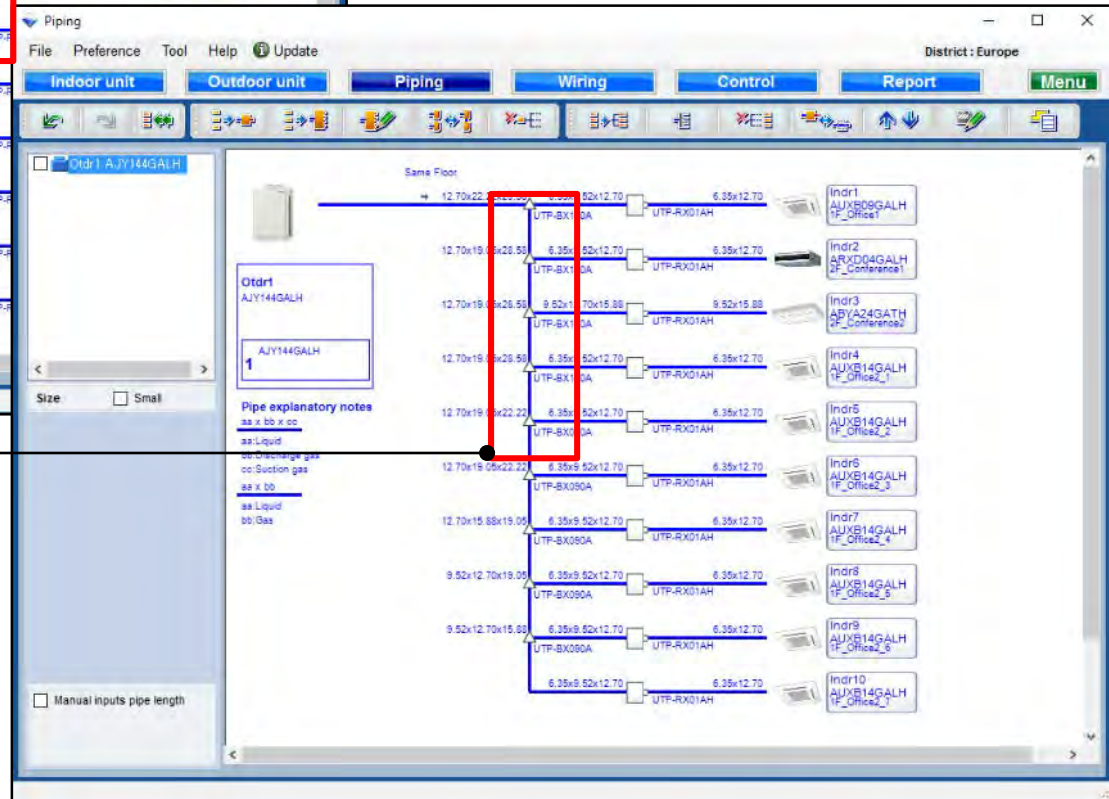 Piping
File Preference Tool Help Update District : Europe
Indoor unit Outdoor unit Piping Wiring Control Report Menu
Otdr1 AJY144GALH
Size Small
Manual inputs pipe length
Same Floor
Otdr1
AJY144GALH
AJY144GALH
1
Pipe explanatory notes
aa x bb x cc
aa:Liquid
bb:Discharge gas
cc:Suction gas
aa x bb
aa:Liquid
bb:Gas
6.35x12.70
UTP-RX01AH
Indr1
AUXB09GALH
1F_Office1
6.35x12.70
UTP-RX01AH
Indr2
ARXD04GALH
2F_Conference1
9.52x15.88
UTP-RX01AH
Indr3
ABYA24GATH
2F_Conference2
6.35x12.70
UTP-RX01AH
Indr4
AUXB14GALH
1F_Office2_1
6.35x12.70
UTP-RX01AH
Indr5
AUXB14GALH
1F_Office2_2
12.70x19.05x22.22 6.35x9.52x12.70 6.35x12.70
UTP-BX090A UTP-RX01AH
Indr6
AUXB14GALH
1F_Office2_3
12.70x15.88x19.05 6.35x9.52x12.70 6.35x12.70
UTP-BX090A UTP-RX01AH
Indr7
AUXB14GALH
1F_Office2_4
9.52x12.70x19.05 6.35x9.52x12.70 6.35x12.70
UTP-BX090A UTP-RX01AH
Indr8
AUXB14GALH
1F_Office2_5
9.52x12.70x15.88 6.35x9.52x12.70 6.35x12.70
UTP-BX090A UTP-RX01AH
Indr9
AUXB14GALH
1F_Office2_6
6.35x9.52x12.70 6.35x12.70
UTP-RX01AH
Indr10
AUXB14GALH
1F_Office2_7